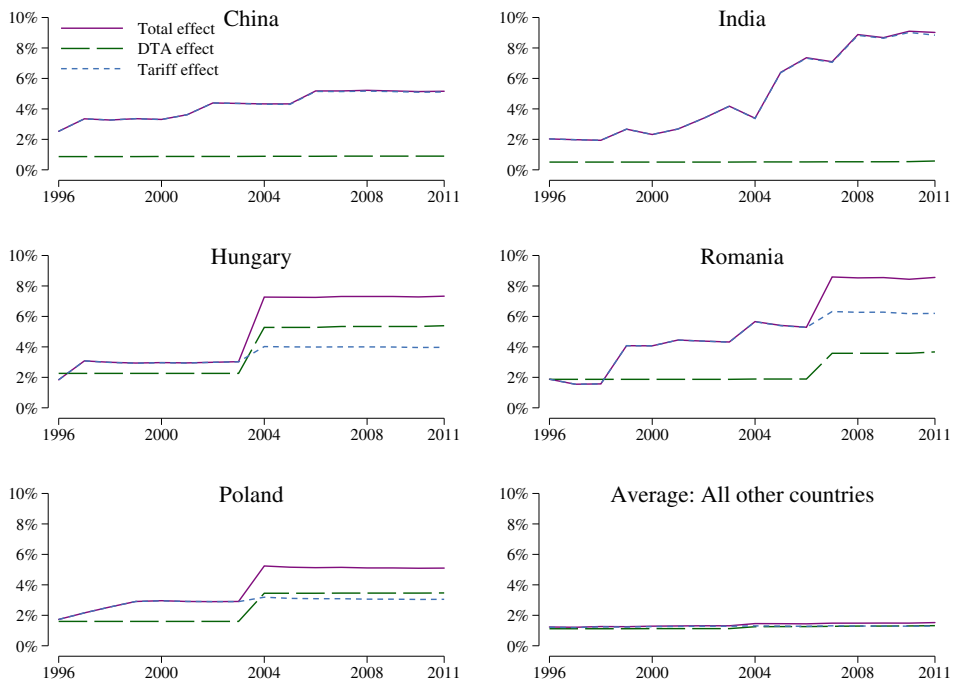 China
10%
8%
6%
4%
2%
0%
Total effect
DTA effect
Tariff effect
1996 2000 2004 2008 2011
India
10%
8%
6%
4%
2%
0%
1996 2000 2004 2008 2011
Hungary
10%
8%
6%
4%
2%
0%
1996 2000 2004 2008 2011
Romania
10%
8%
6%
4%
2%
0%
1996 2000 2004 2008 2011
Poland
10%
8%
6%
4%
2%
0%
1996 2000 2004 2008 2011
Average: All other countries
10%
8%
6%
4%
2%
0%
1996 2000 2004 2008 2011